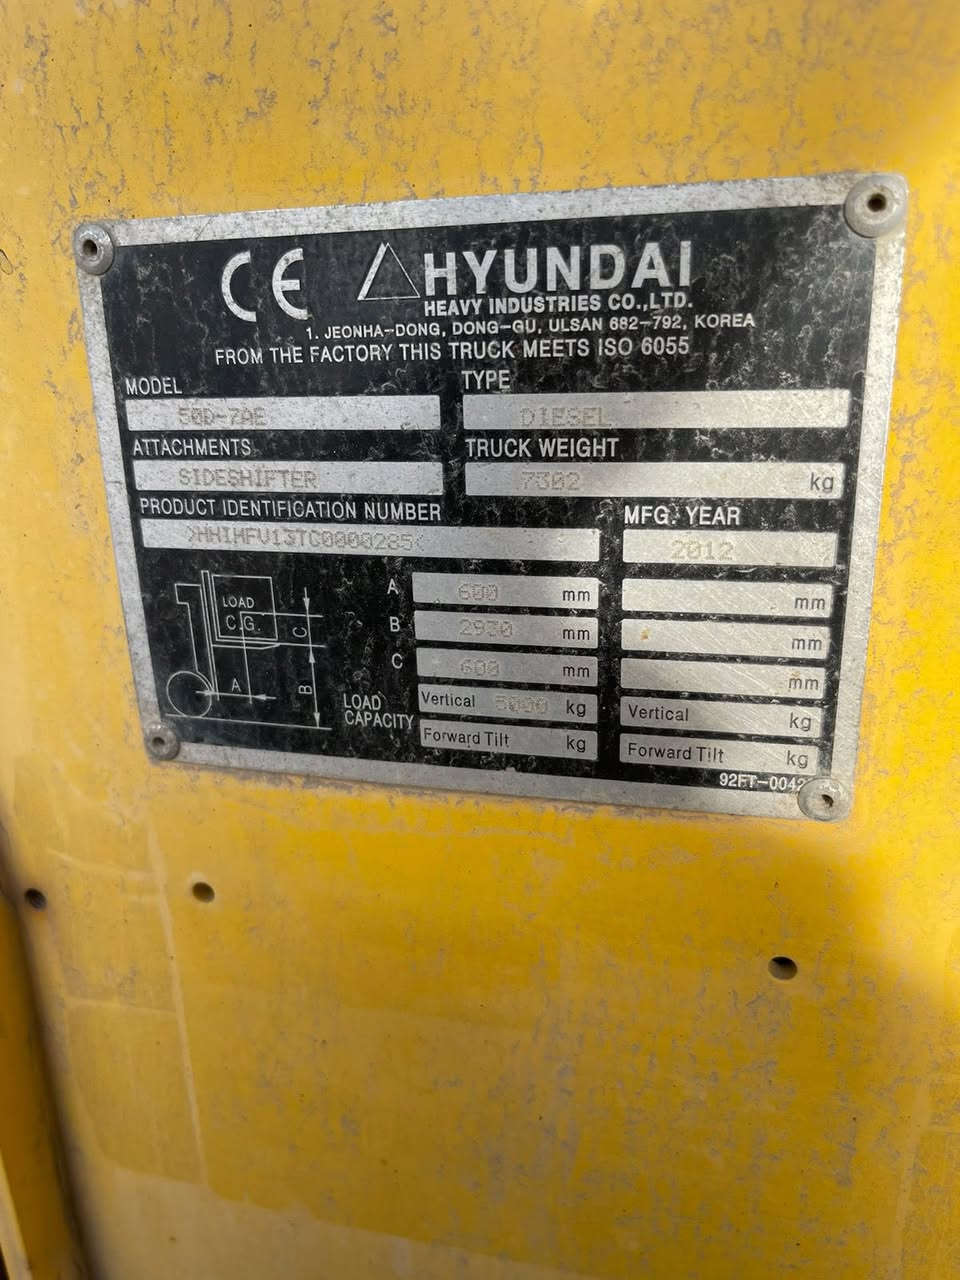 CE HYUNDAI
HEAVY INDUSTRIES CO.,LTD.
1. JEONHA-DONG, DONG-GU, ULSAN 682-792, KOREA
FROM THE FACTORY THIS TRUCK MEETS ISO 6055
MODEL TYPE
50D-7AE DIESEL
ATTACHMENTS TRUCK WEIGHT
SIDESHIFTER 7302 kg
PRODUCT IDENTIFICATION NUMBER MFG. YEAR
2012
A 600 mm mm
B 2930 mm mm
C 600 mm mm
LOAD
C.G.
C
A
B
LOAD
CAPACITY
Vertical 5000 kg Vertical kg
Forward Tilt kg Forward Tilt kg